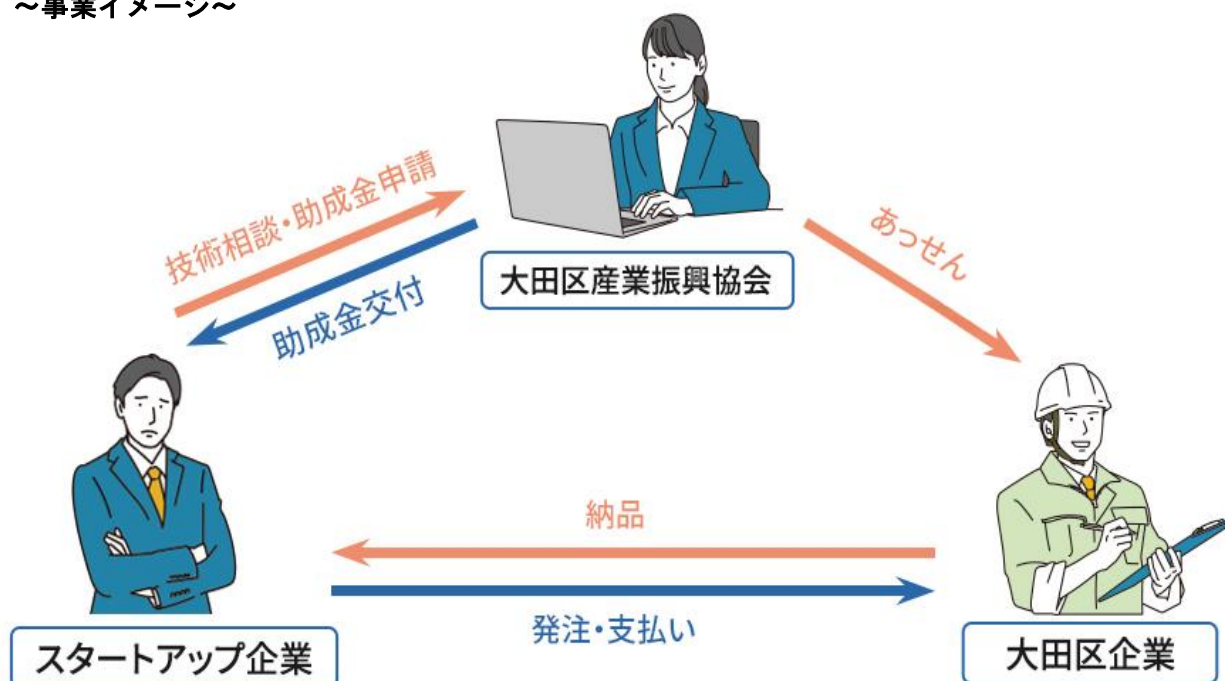 ～事業イメージ～
技術相談・助成金申請
助成金交付
あっせん
大田区産業振興協会
納品
発注・支払い
スタートアップ企業
大田区企業